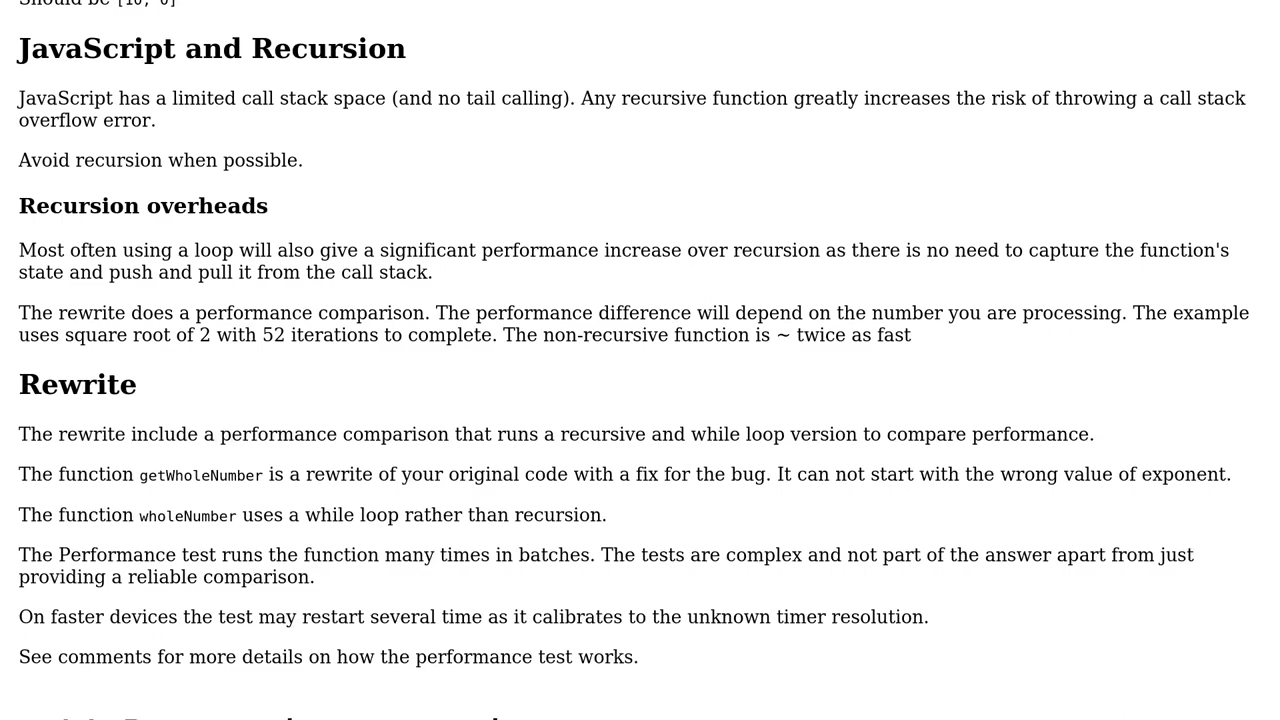 Should be [10, 0]
JavaScript and Recursion
JavaScript has a limited call stack space (and no tail calling). Any recursive function greatly increases the risk of throwing a call stack
overflow error.
Avoid recursion when possible.
Recursion overheads
Most often using a loop will also give a significant performance increase over recursion as there is no need to capture the function's
state and push and pull it from the call stack.
The rewrite does a performance comparison. The performance difference will depend on the number you are processing. The example
uses square root of 2 with 52 iterations to complete. The non-recursive function is ~ twice as fast
Rewrite
The rewrite include a performance comparison that runs a recursive and while loop version to compare performance.
The function getWholeNumber is a rewrite of your original code with a fix for the bug. It can not start with the wrong value of exponent.
The function wholeNumber uses a while loop rather than recursion.
The Performance test runs the function many times in batches. The tests are complex and not part of the answer apart from just
providing a reliable comparison.
On faster devices the test may restart several time as it calibrates to the unknown timer resolution.
See comments for more details on how the performance test works.